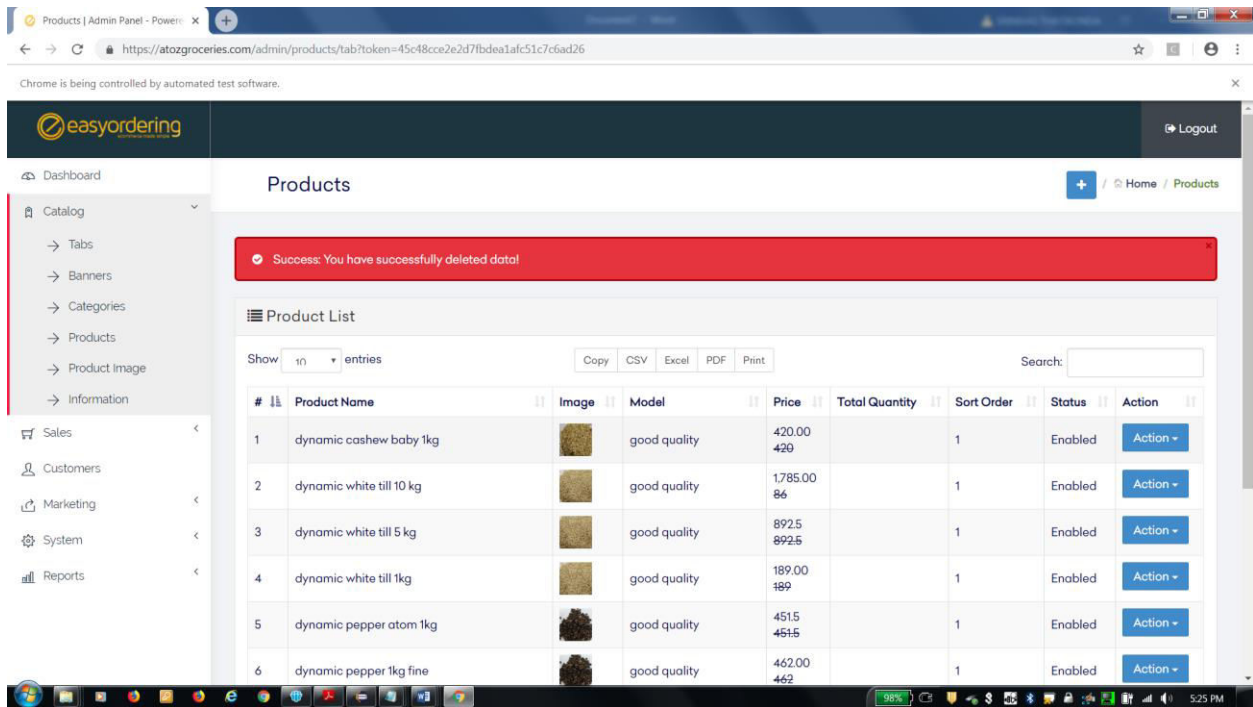 Products | Admin Panel - Powere
https://atozgroceries.com/admin/products/tab?token=45c48cce2e2d7fbdea1afc51c7c6ad26
Chrome is being controlled by automated test software.
easyordering
Logout
Dashboard
Catalog
Tabs
Banners
Categories
Products
Product Image
Information
Sales
Customers
Marketing
System
Reports
Products
+ / Home / Products
Success: You have successfully deleted data!
Product List
Show 10 entries
Copy CSV Excel PDF Print
Search:
# Product Name Image Model Price Total Quantity Sort Order Status Action
1 dynamic cashew baby 1kg good quality 420.00 1 Enabled Action
420
2 dynamic white till 10 kg good quality 1,785.00 1 Enabled Action
86
3 dynamic white till 5 kg good quality 892.5 1 Enabled Action
892.5
4 dynamic white till 1kg good quality 189.00 1 Enabled Action
189
5 dynamic pepper atom 1kg good quality 451.5 1 Enabled Action
451.5
6 dynamic pepper 1kg fine good quality 462.00 1 Enabled Action
462
98%
5:25 PM